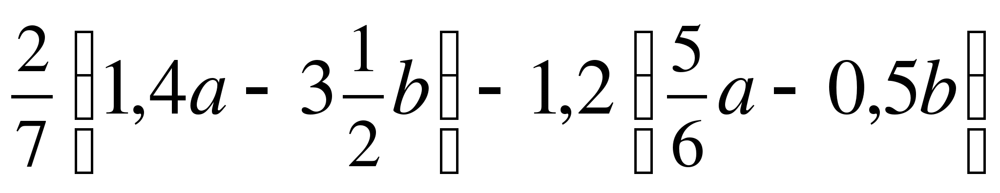 2/7 (1,4a - 3 1/2 b) - 1,2 (5/6 a - 0,5b)